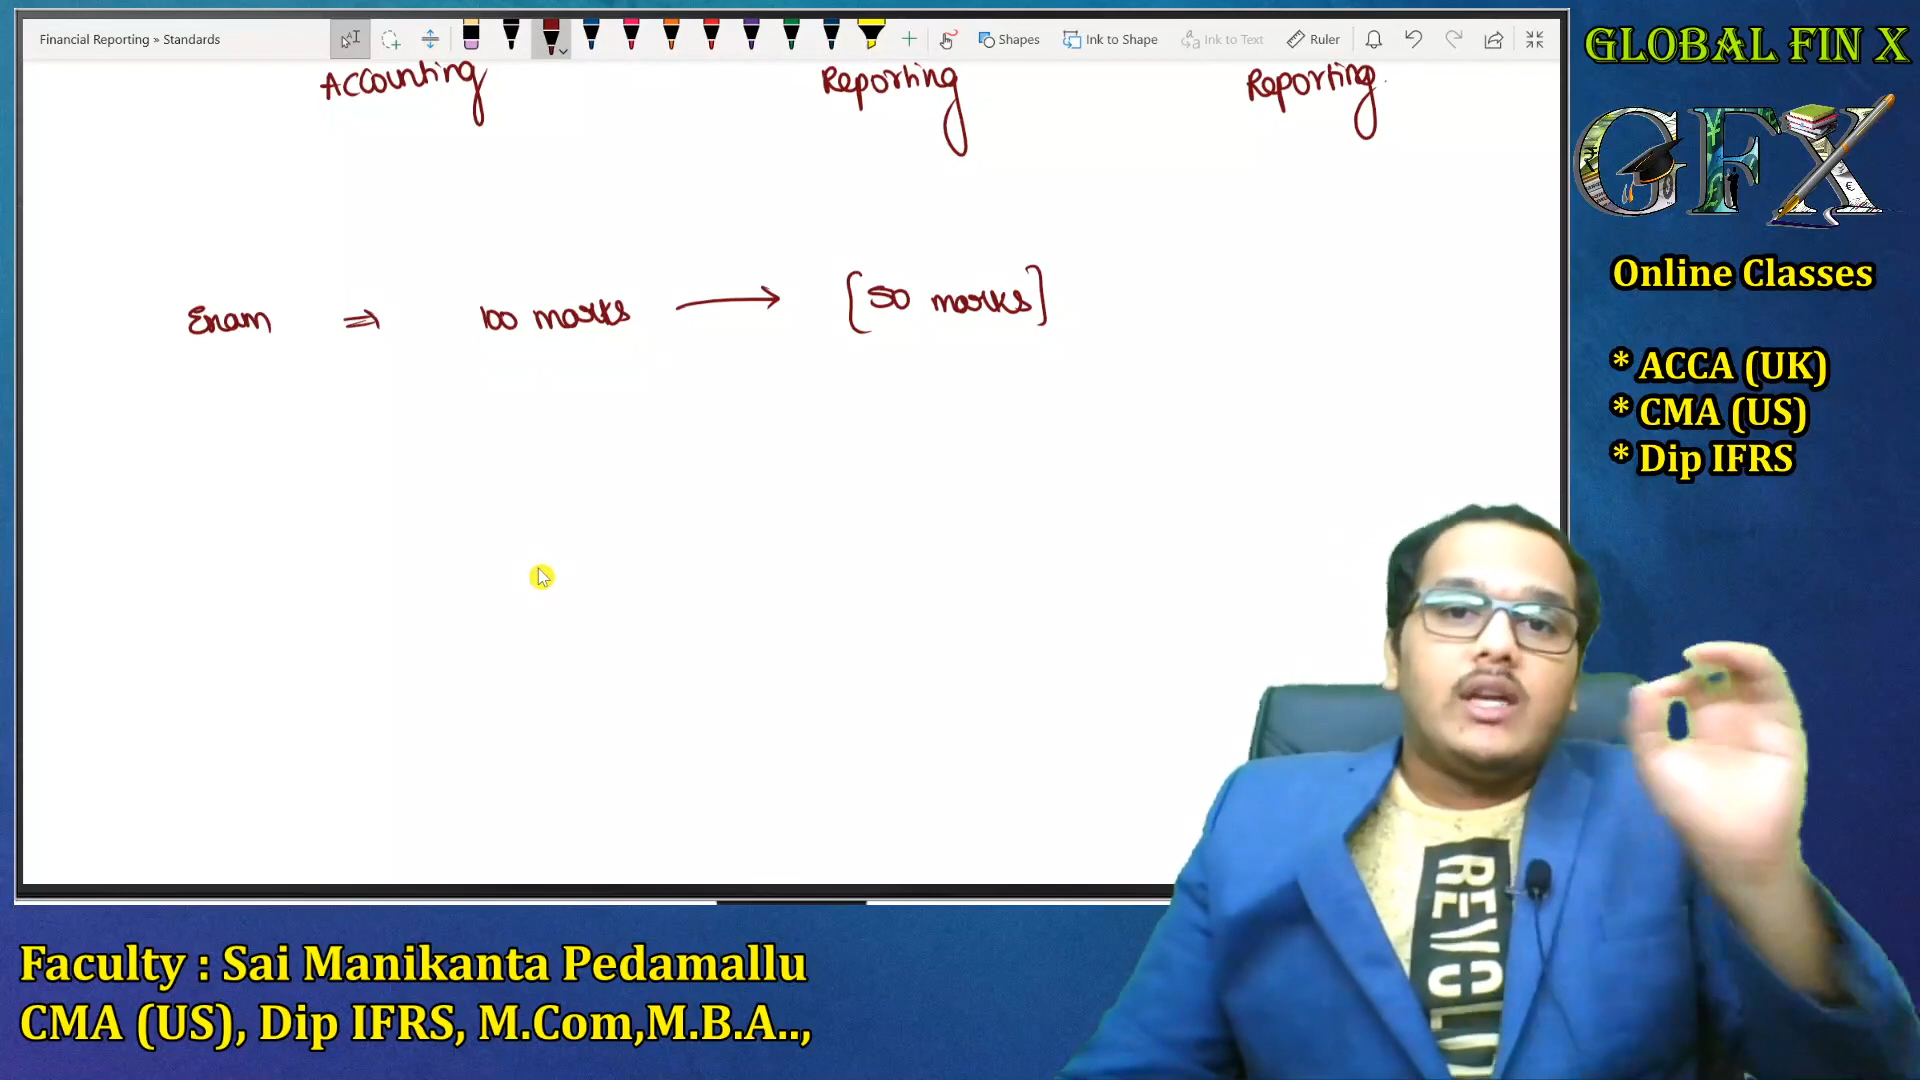 Financial Reporting » Standards
Shapes
Ink to Shape
Ink to Text
Ruler
GLOBAL FIN X
GFX
Accounting Reporting Reporting
Exam ⇒ 100 marks → [50 marks]
Online Classes
* ACCA (UK)
* CMA (US)
* Dip IFRS
Faculty : Sai Manikanta Pedamallu
CMA (US), Dip IFRS, M.Com,M.B.A..,